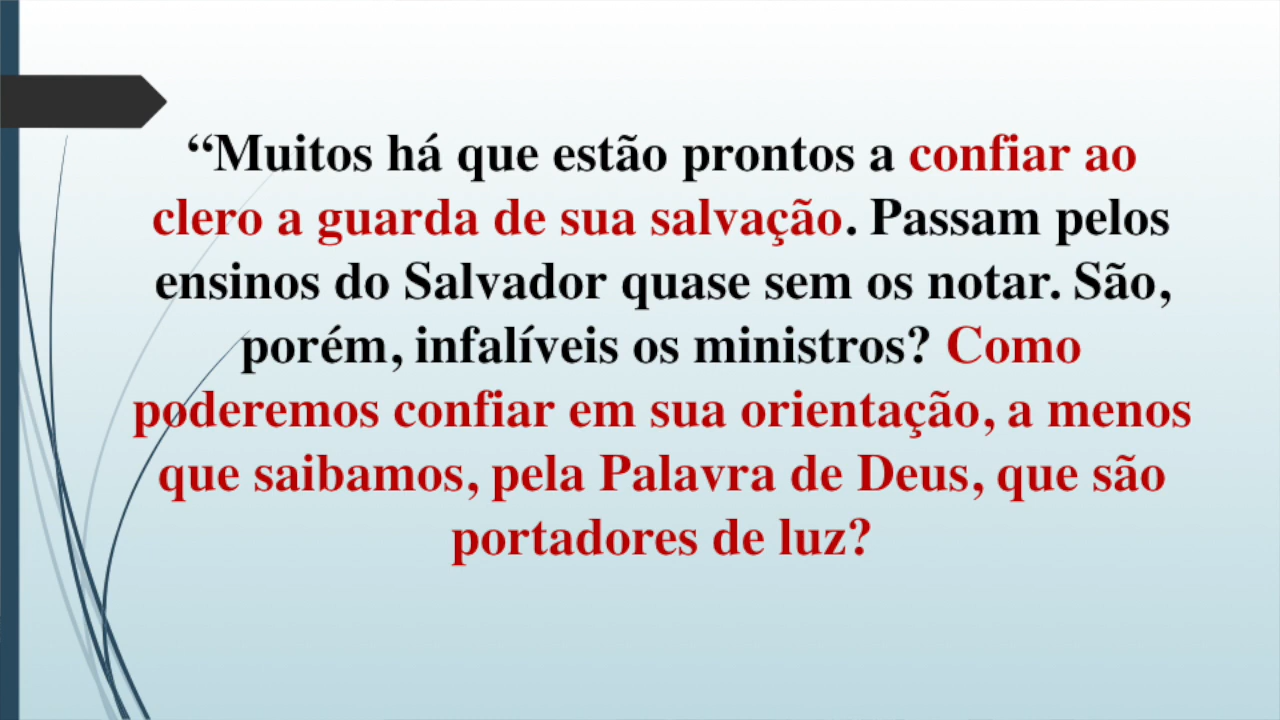 “Muitos há que estão prontos a confiar ao
clero a guarda de sua salvação. Passam pelos
ensinos do Salvador quase sem os notar. São,
porém, infalíveis os ministros? Como
poderemos confiar em sua orientação, a menos
que saibamos, pela Palavra de Deus, que são
portadores de luz?